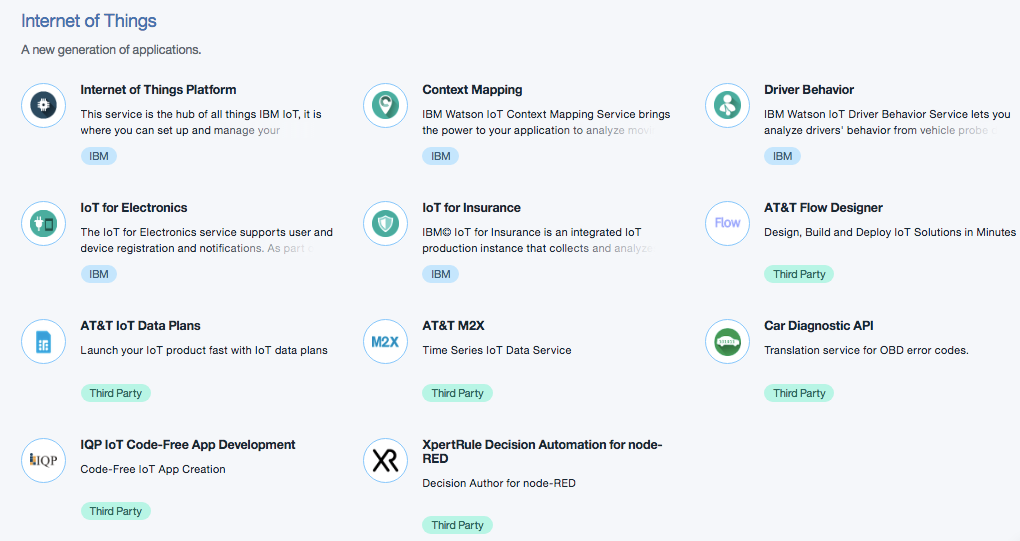 Internet of Things
A new generation of applications.
Internet of Things Platform
This service is the hub of all things IBM IoT, it is
where you can set up and manage your
IBM
Context Mapping
IBM Watson IoT Context Mapping Service brings
the power to your application to analyze mov
IBM
Driver Behavior
IBM Watson IoT Driver Behavior Service lets you
analyze drivers' behavior from vehicle probe
IBM
IoT for Electronics
The IoT for Electronics service supports user and
device registration and notifications. As part
IBM
IoT for Insurance
IBM© IoT for Insurance is an integrated IoT
production instance that collects and analyze
IBM
Flow
AT&T Flow Designer
Design, Build and Deploy IoT Solutions in Minutes
Third Party
AT&T IoT Data Plans
Launch your IoT product fast with IoT data plans
Third Party
M2X
AT&T M2X
Time Series IoT Data Service
Third Party
Car Diagnostic API
Translation service for OBD error codes.
Third Party
IQP
IQP IoT Code-Free App Development
Code-Free IoT App Creation
Third Party
XR
XpertRule Decision Automation for node-
RED
Decision Author for node-RED
Third Party